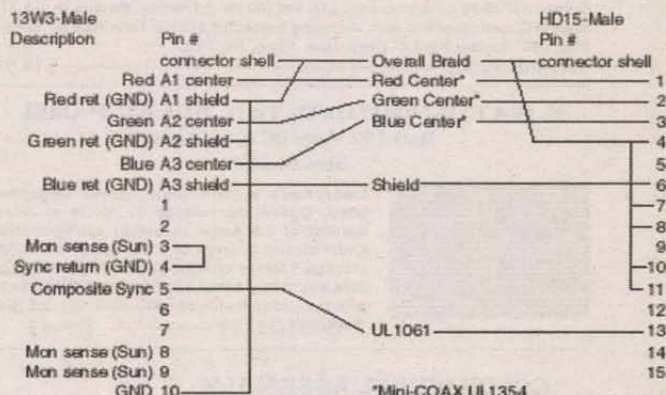 13W3-Male HD15-Male
Description Pin # Pin #
connector shell Overall Braid connector shell
Red A1 center Red Center* 1
Red ret (GND) A1 shield Green Center* 2
Green A2 center Blue Center* 3
Green ret (GND) A2 shield 4
Blue A3 center 5
Blue ret (GND) A3 shield Shield 6
1 7
2 8
Mon sense (Sun) 3 9
Sync return (GND) 4 10
Composite Sync 5 11
6 12
7 UL1061 13
Mon sense (Sun) 8 14
Mon sense (Sun) 9 15
GND 10 *Mini-COAX UL1354